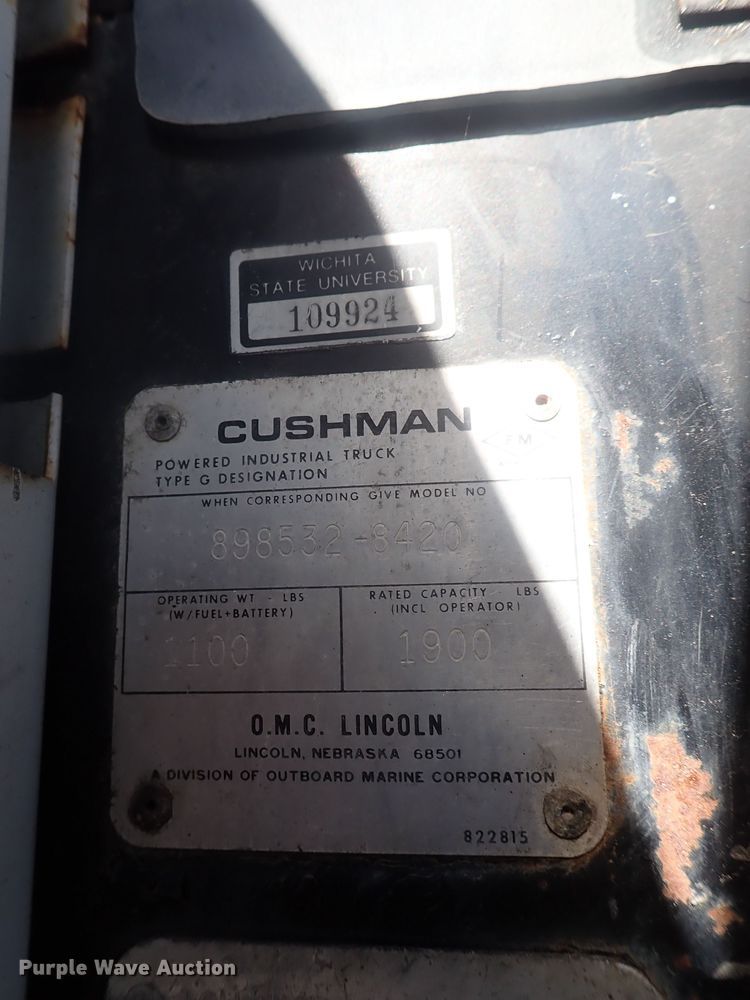 WICHITA
STATE UNIVERSITY
109924
CUSHMAN
FM
POWERED INDUSTRIAL TRUCK
TYPE G DESIGNATION
WHEN CORRESPONDING GIVE MODEL NO
898532-8420
OPERATING WT - LBS
(W/FUEL+BATTERY)
1100
RATED CAPACITY - LBS
(INCL OPERATOR)
1900
O.M.C. LINCOLN
LINCOLN, NEBRASKA 68501
A DIVISION OF OUTBOARD MARINE CORPORATION
822815
Purple Wave Auction